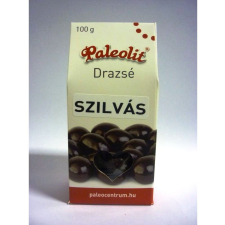 100 g
Paleolit
Drazsé
SZILVÁS
paleocentrum.hu